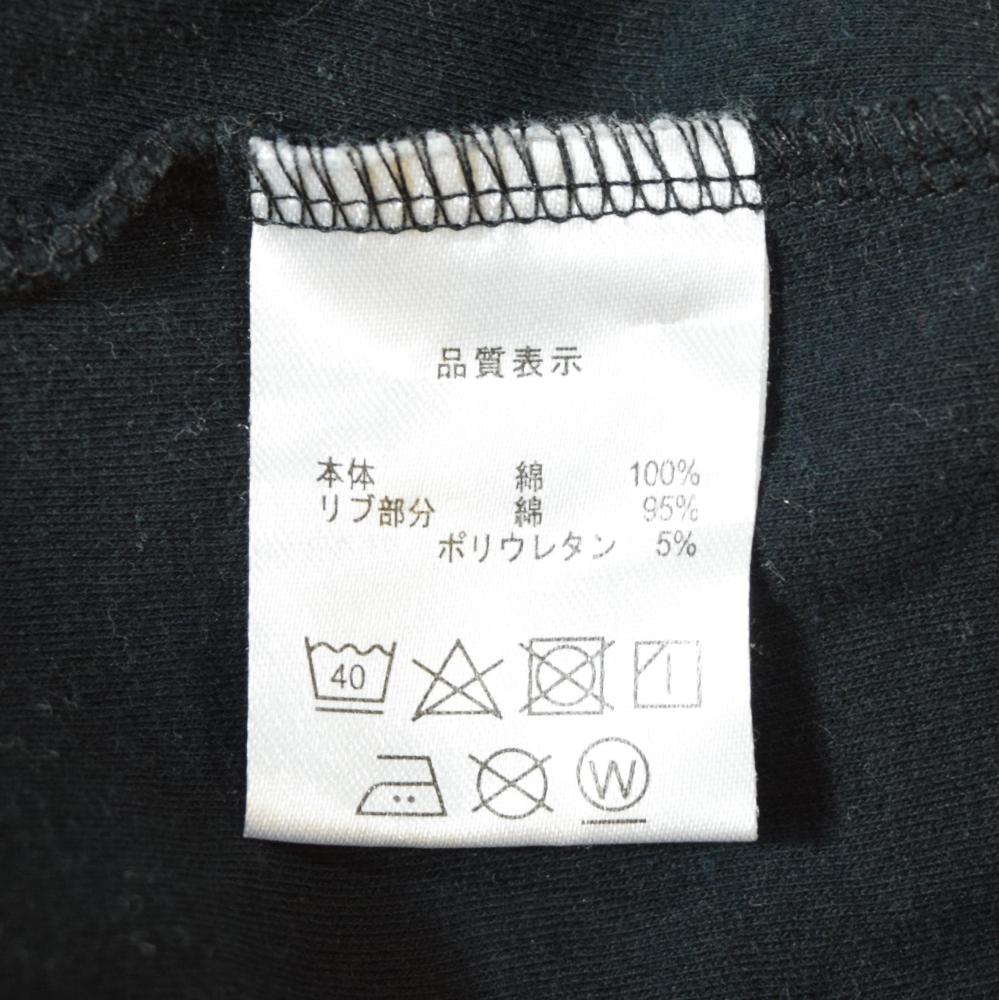 品質表示
本体 綿 100%
リブ部分 綿 95%
ポリウレタン 5%
40
W